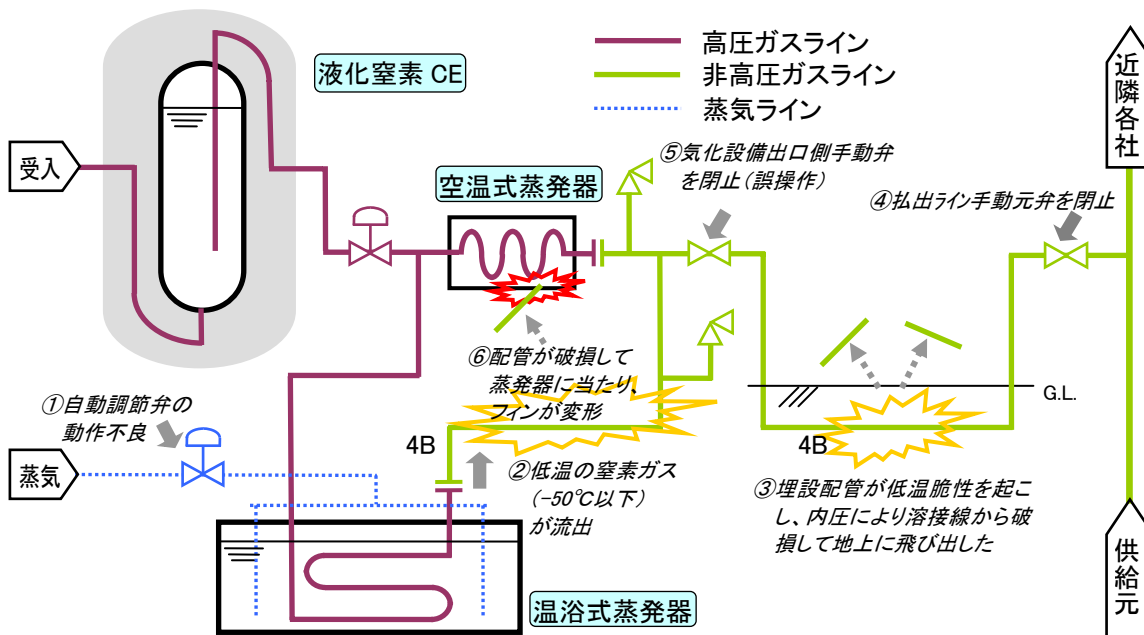 高圧ガスライン
非高圧ガスライン
蒸気ライン
液化窒素 CE
受入
空温式蒸発器
⑤気化設備出口側手動弁
を閉止(誤操作)
④払出ライン手動元弁を閉止
近隣各社
⑥配管が破損して
蒸発器に当たり、
フィンが変形
G.L.
①自動調節弁の
動作不良
4B
4B
蒸気
②低温の窒素ガス
(-50℃以下)
が流出
③埋設配管が低温脆性を起こ
し、内圧により溶接線から破
損して地上に飛び出した
供給元
温浴式蒸発器